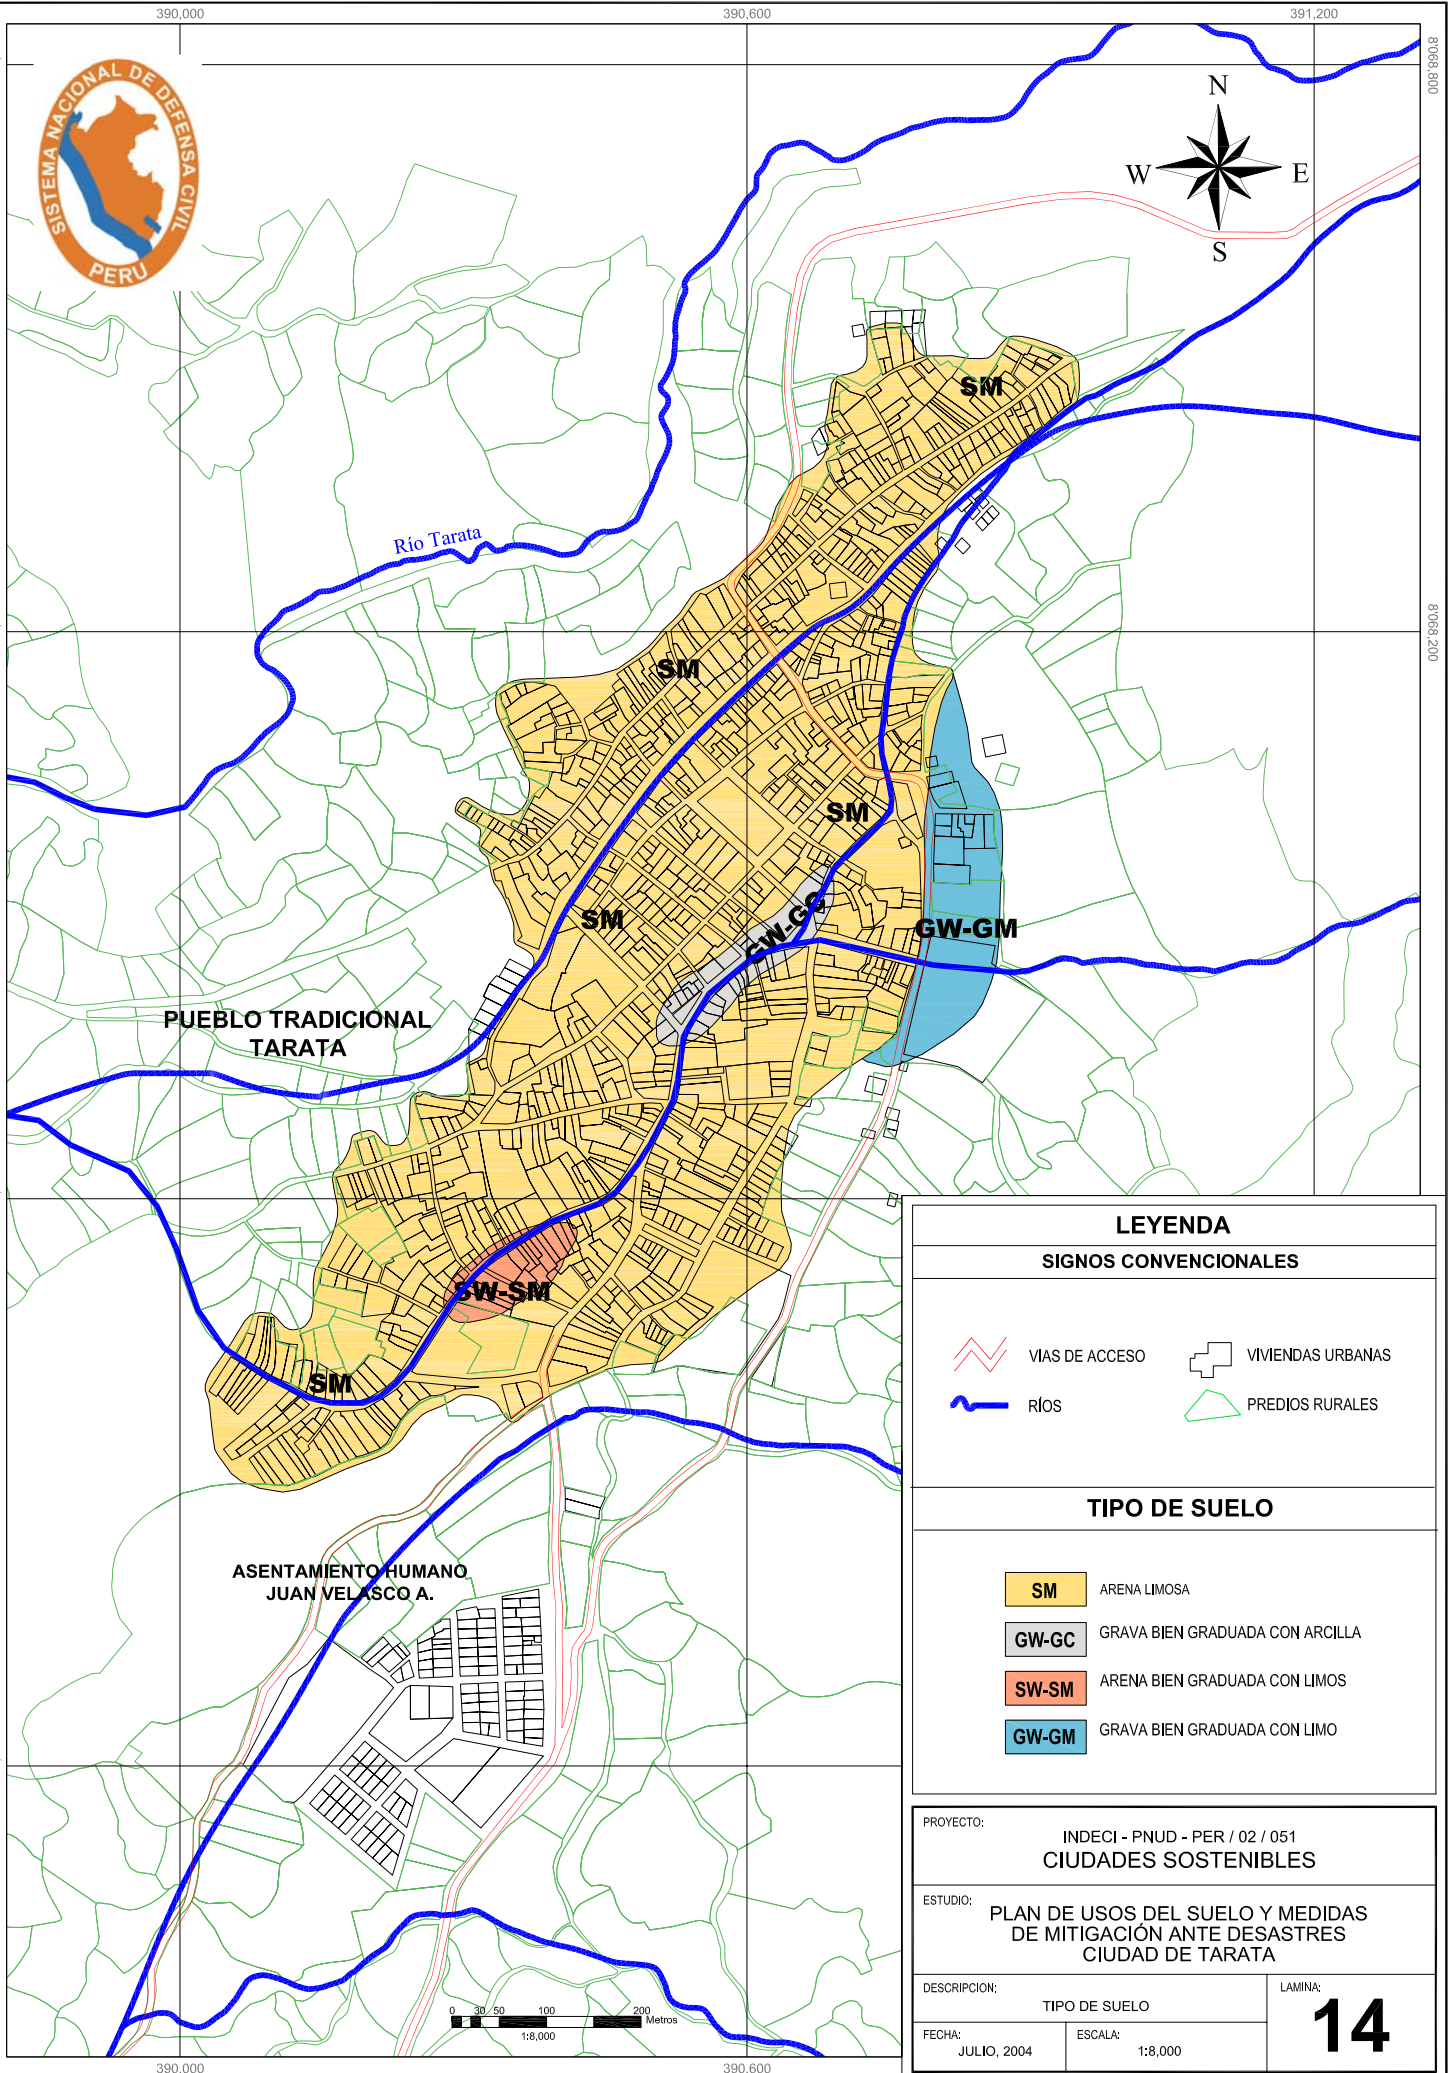 390,000
390,600
391,200
8'068,800
SISTEMA NACIONAL DE DEFENSA CIVIL
PERU
N
W
E
S
SM
Río Tarata
8'068,200
SM
SM
SM
GW-GC
GW-GM
PUEBLO TRADICIONAL
TARATA
SW-SM
SM
ASENTAMIENTO HUMANO
JUAN VELASCO A.
LEYENDA
SIGNOS CONVENCIONALES
VIAS DE ACCESO
VIVIENDAS URBANAS
RÍOS
PREDIOS RURALES
TIPO DE SUELO
SM ARENA LIMOSA
GW-GC GRAVA BIEN GRADUADA CON ARCILLA
SW-SM ARENA BIEN GRADUADA CON LIMOS
GW-GM GRAVA BIEN GRADUADA CON LIMO
PROYECTO:
INDECI - PNUD - PER / 02 / 051
CIUDADES SOSTENIBLES
ESTUDIO:
PLAN DE USOS DEL SUELO Y MEDIDAS
DE MITIGACIÓN ANTE DESASTRES
CIUDAD DE TARATA
DESCRIPCION:
TIPO DE SUELO
LAMINA:
14
FECHA:
JULIO, 2004
ESCALA:
1:8,000
0 30 50 100 200
Metros
1:8,000
390,000
390,600